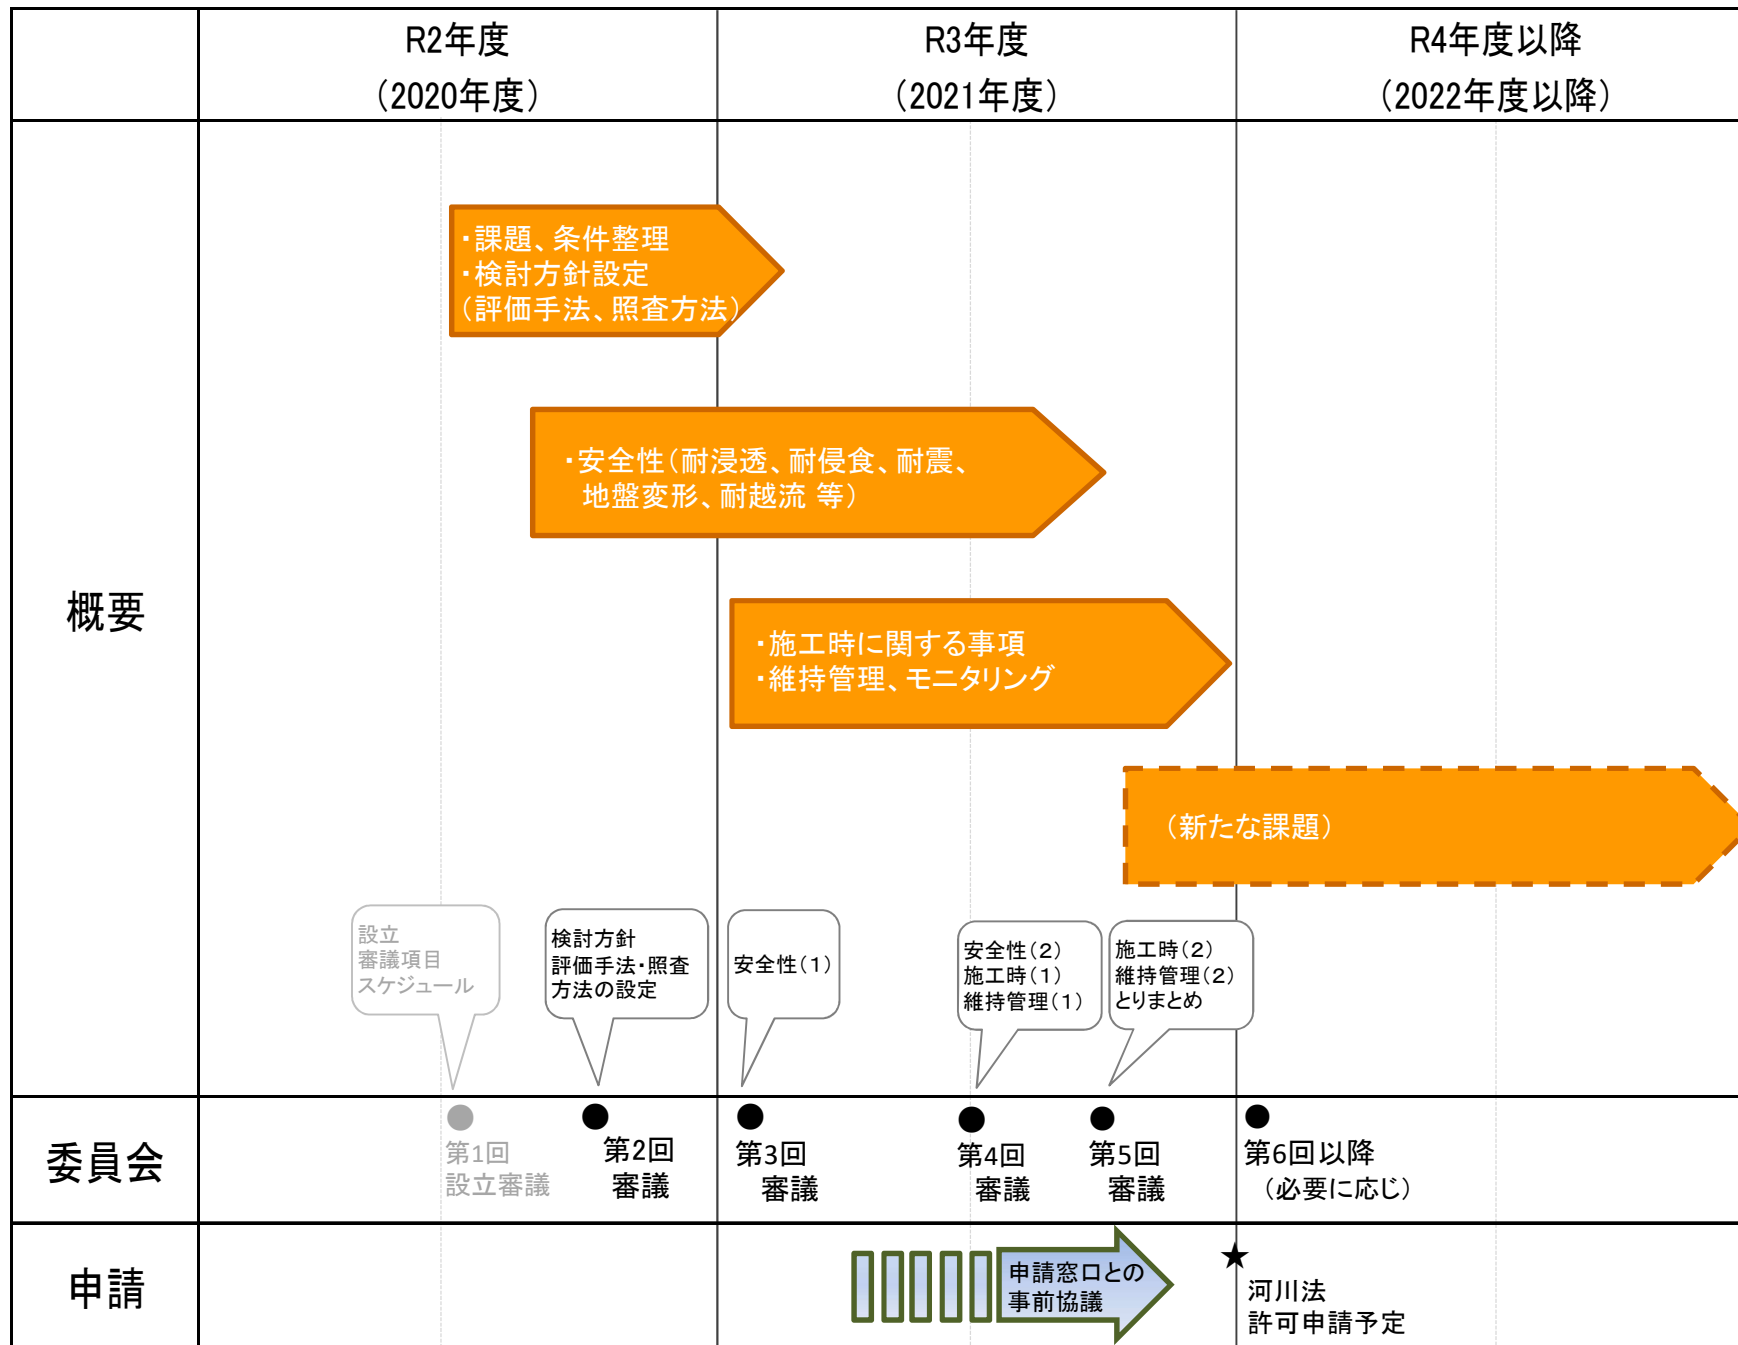 R2年度
(2020年度)
R3年度
(2021年度)
R4年度以降
(2022年度以降)
概要
・課題、条件整理
・検討方針設定
(評価手法、照査方法)
・安全性(耐浸透、耐侵食、耐震、
地盤変形、耐越流 等)
・施工時に関する事項
・維持管理、モニタリング
(新たな課題)
設立
審議項目
スケジュール
検討方針
評価手法・照査
方法の設定
安全性(1)
安全性(2)
施工時(1)
維持管理(1)
施工時(2)
維持管理(2)
とりまとめ
委員会
第1回
設立審議
第2回
審議
第3回
審議
第4回
審議
第5回
審議
第6回以降
(必要に応じ)
申請
申請窓口との
事前協議
★
河川法
許可申請予定